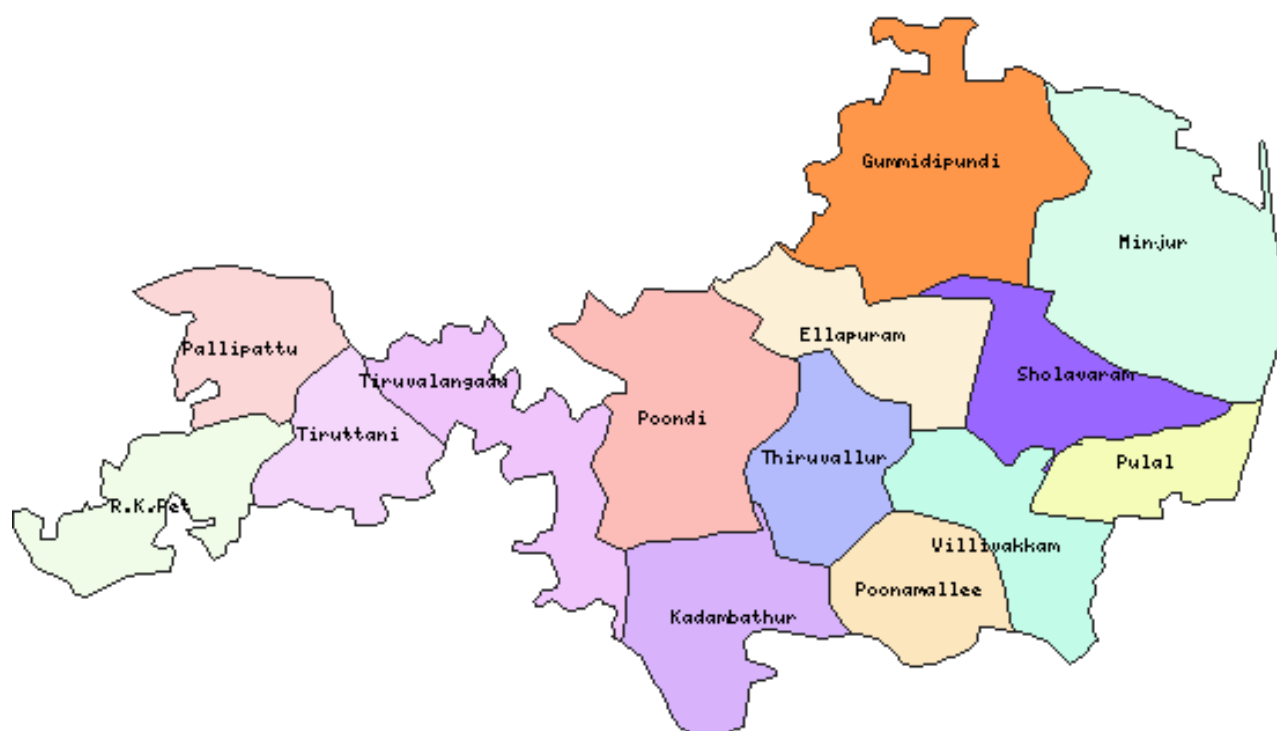 Gummidipundi
Minjur
Ellapuram
Pallipattu
Sholavaram
Tiruvalangadu
Poondi
Tiruttani
Thiruvallur
Pulal
R.K.Pet
Villivakkam
Poonamallee
Kadambathur